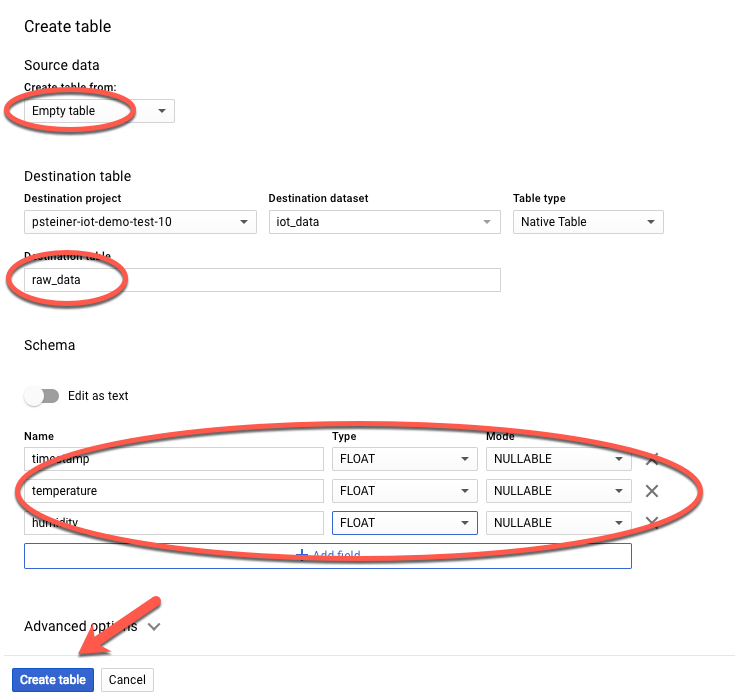 Create table
Source data
Create table from:
Empty table
Destination table
Destination project Destination dataset Table type
psteiner-iot-demo-test-10 iot_data Native Table
Destination table
raw_data
Schema
Edit as text
Name Type Mode
timestamp FLOAT NULLABLE
temperature FLOAT NULLABLE
humidity FLOAT NULLABLE
+ Add field
Advanced options
Create table Cancel